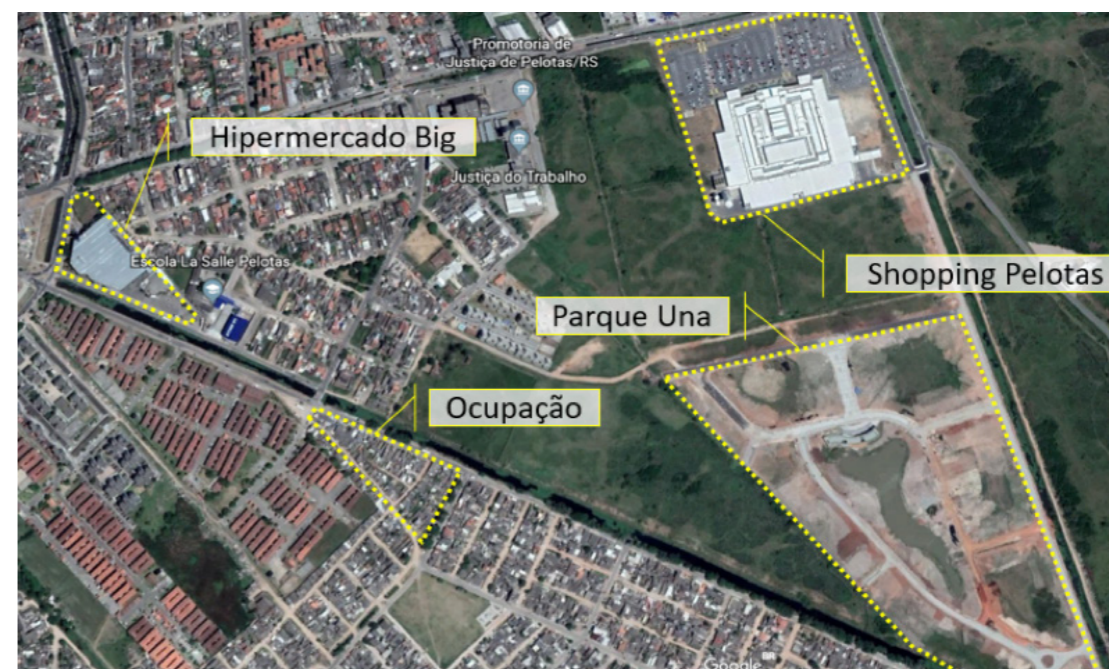 Promotoria de
Justiça de Pelotas/RS
Hipermercado Big
Justiça do Trabalho
Escola La Salle Pelotas
Shopping Pelotas
Parque Una
Ocupação
Google
BR